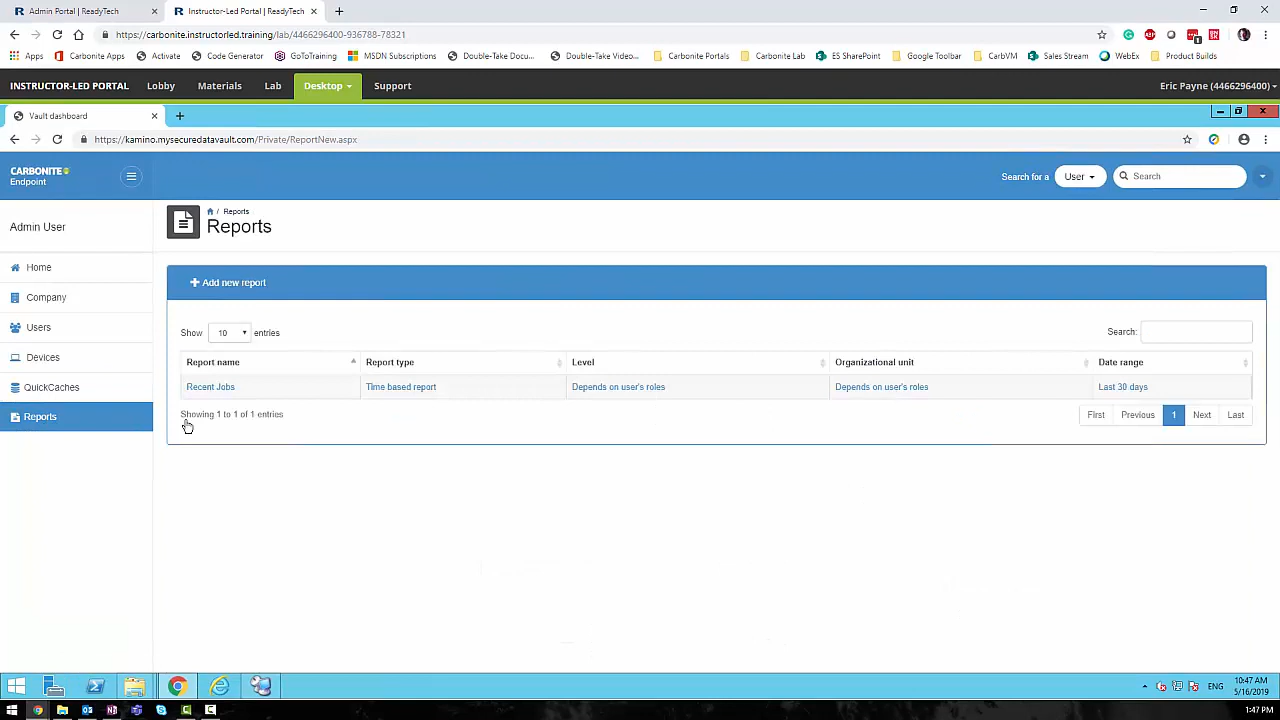 Admin Portal | ReadyTech
Instructor-Led Portal | ReadyTech
https://carbonite.instructorled.training/lab/4466296400-936788-78321
Apps
Carbonite Apps
Activate
Code Generator
GoToTraining
MSDN Subscriptions
Double-Take Docu...
Double-Take Video...
Carbonite Portals
ES SharePoint
Google Toolbar
CarbVM
Sales Stream
WebEx
Product Builds
INSTRUCTOR-LED PORTAL
Lobby
Materials
Lab
Desktop
Support
Eric Payne (4466296400)
Vault dashboard
https://kamino.mysecuredatavault.com/Private/ReportNew.aspx
CARBONITE
Endpoint
Search for a
User
Search
Admin User
/ Reports
Reports
Home
Company
Users
Devices
QuickCaches
Reports
Add new report
Show 10 entries
Search:
Report name
Report type
Level
Organizational unit
Date range
Recent Jobs
Time based report
Depends on user's roles
Depends on user's roles
Last 30 days
Showing 1 to 1 of 1 entries
First
Previous
1
Next
Last
ENG
10:47 AM
5/16/2019
1:47 PM